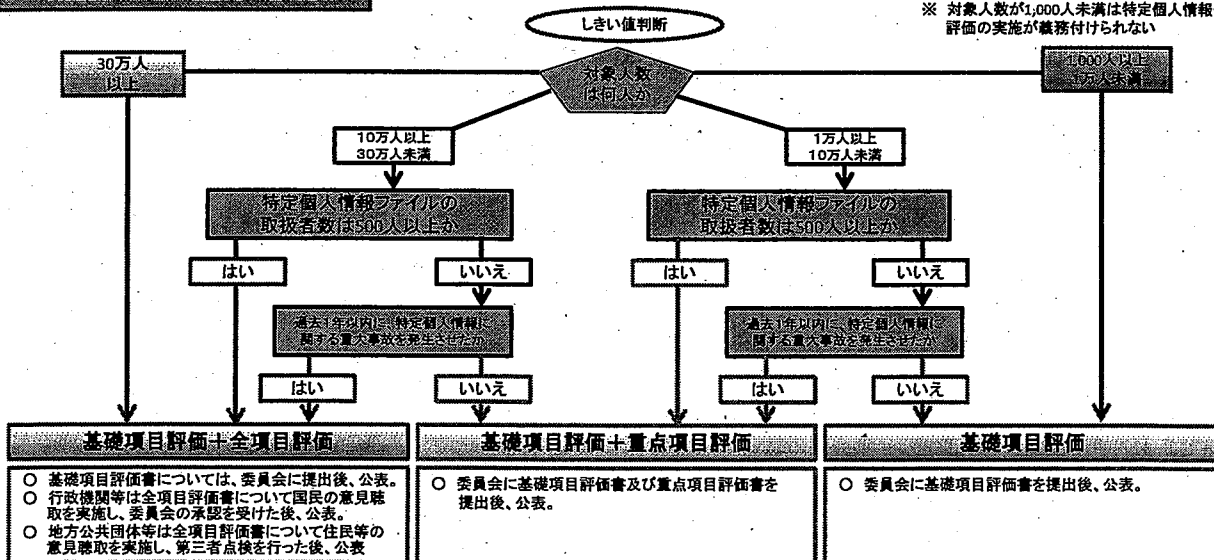 しきい値判断
※ 対象人数が1,000人未満は特定個人情報
評価の実施が義務付けられない
30万人
以上
対象人数
は何人か
1,000人以上
1万人未満
10万人以上
30万人未満
1万人以上
10万人未満
特定個人情報ファイルの
取扱者数は500人以上か
特定個人情報ファイルの
取扱者数は500人以上か
はい
いいえ
はい
いいえ
過去1年以内に、特定個人情報に
関する重大事故を発生させたか
過去1年以内に、特定個人情報に
関する重大事故を発生させたか
はい
いいえ
はい
いいえ
基礎項目評価+全項目評価
基礎項目評価+重点項目評価
基礎項目評価
○ 基礎項目評価書については、委員会に提出後、公表。
○ 行政機関等は全項目評価書について国民の意見聴
取を実施し、委員会の承認を受けた後、公表。
○ 地方公共団体等は全項目評価書について住民等の
意見聴取を実施し、第三者点検を行った後、公表
○ 委員会に基礎項目評価書及び重点項目評価書を
提出後、公表。
○ 委員会に基礎項目評価書を提出後、公表。